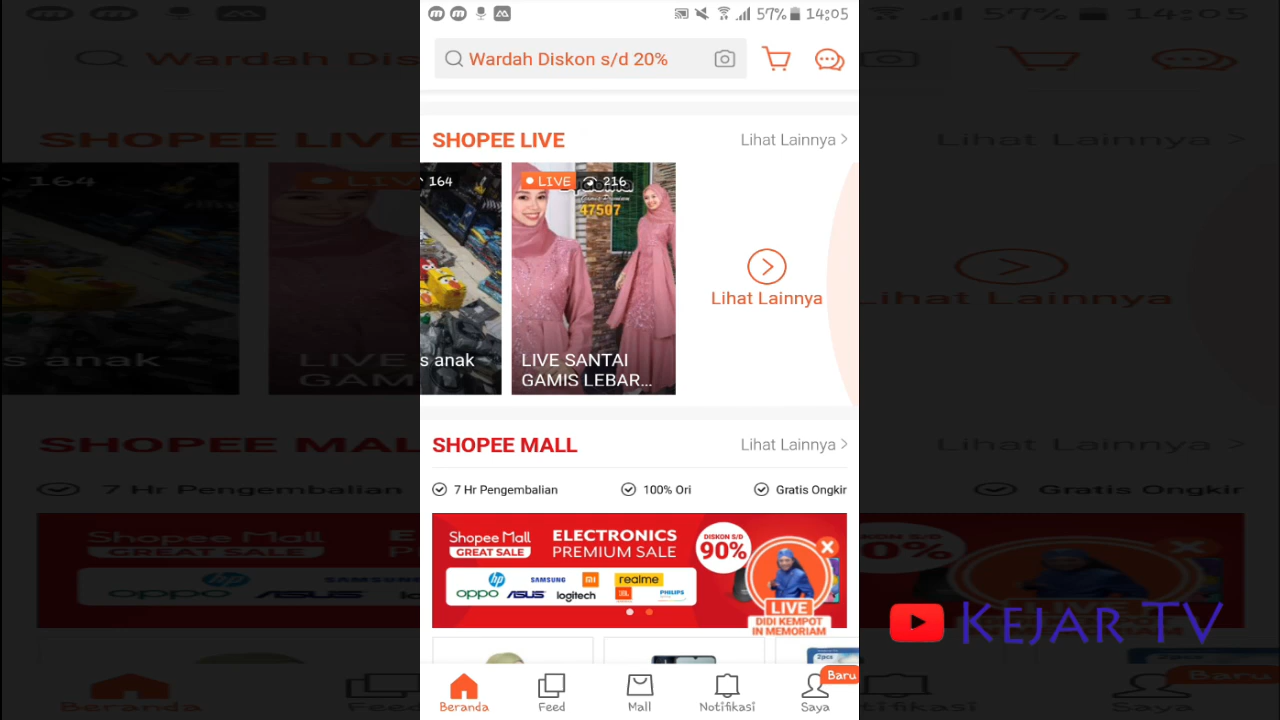 57% 14:05
Wardah Diskon s/d 20%
SHOPEE LIVE
Lihat Lainnya >
164
s anak
LIVE 216
47507
LIVE SANTAI
GAMIS LEBAR...
Lihat Lainnya
SHOPEE MALL
Lihat Lainnya >
7 Hr Pengembalian
100% Ori
Gratis Ongkir
Shopee Mall
GREAT SALE
ELECTRONICS
PREMIUM SALE
DISKON S/D
90%
hp SAMSUNG mi realme
oppo ASUS logitech JBL PHILIPS
LIVE
DIDI KEMPOT
IN MEMORIAM
KEJAR TV
2pcs
Baru
Beranda
Feed
Mall
Notifikasi
Saya